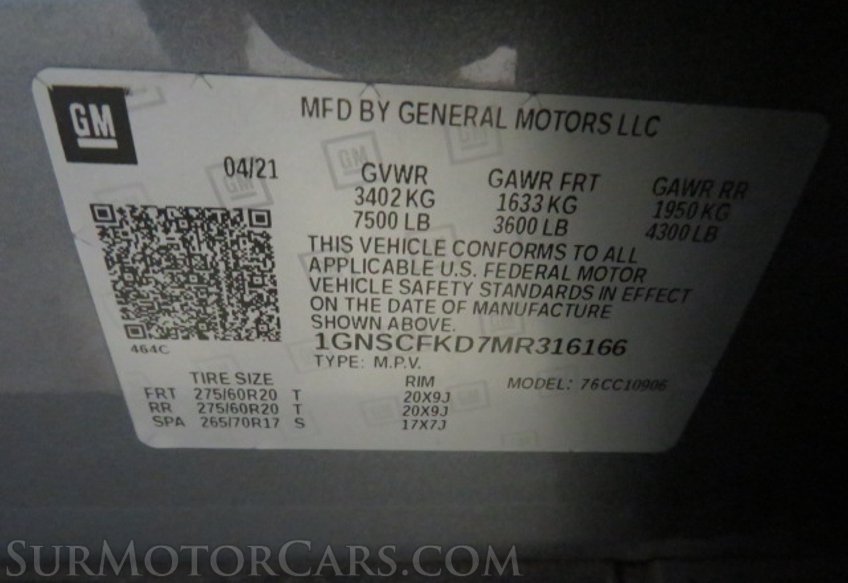 GM
MFD BY GENERAL MOTORS LLC
04/21
GVWR GAWR FRT GAWR RR
3402 KG 1633 KG 1950 KG
7500 LB 3600 LB 4300 LB
THIS VEHICLE CONFORMS TO ALL
APPLICABLE U.S. FEDERAL MOTOR
VEHICLE SAFETY STANDARDS IN EFFECT
ON THE DATE OF MANUFACTURE
SHOWN ABOVE.
464C
1GNSCFKD7MR316166
TYPE: M.P.V.
TIRE SIZE RIM MODEL: 76CC10906
FRT 275/60R20 T 20X9J
RR 275/60R20 T 20X9J
SPA 265/70R17 S 17X7J
SURMOTORCARS.COM